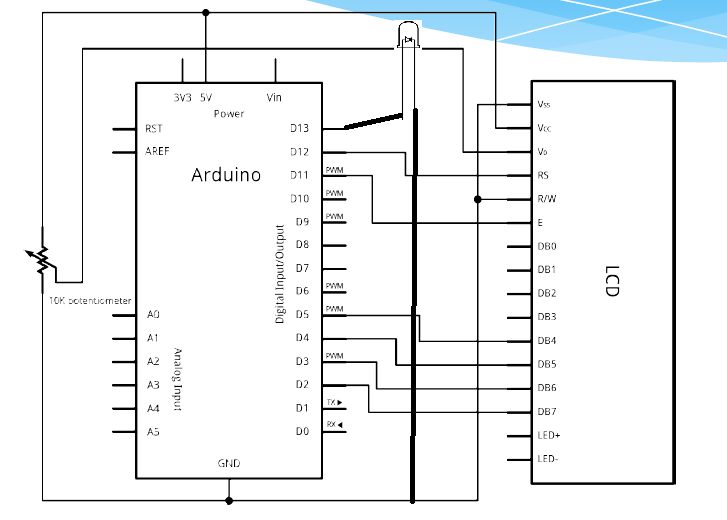 3V3 5V Vin
Power
RST
AREF
Arduino
D13
D12
D11 PWM
D10 PWM
D9 PWM
D8
D7
D6 PWM
D5 PWM
D4
D3 PWM
D2
D1 TX ►
D0 RX ◄
Digital Input/Output
10K potentiometer
A0
A1
A2
A3
A4
A5
Analog Input
GND
Vss
Vcc
V0
RS
R/W
E
DB0
DB1
DB2
DB3
DB4
DB5
DB6
DB7
LED+
LED-
LCD